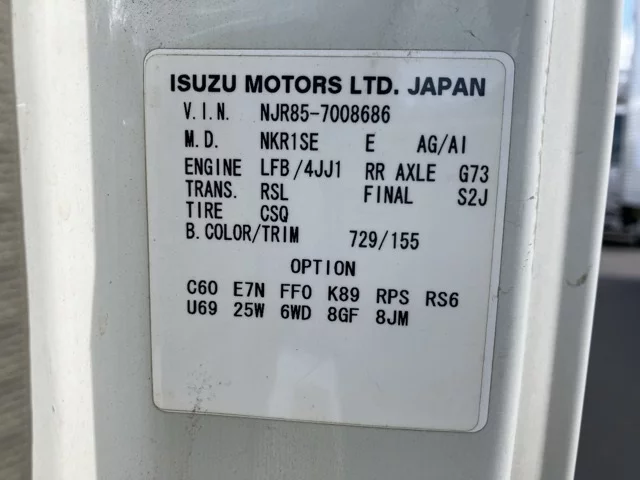 ISUZU MOTORS LTD. JAPAN
V.I.N. NJR85-7008686
M.D. NKR1SE E AG/AI
ENGINE LFB/4JJ1 RR AXLE G73
TRANS. RSL FINAL S2J
TIRE CSQ
B.COLOR/TRIM 729/155
OPTION
C60 E7N FF0 K89 RPS RS6
U69 25W 6WD 8GF 8JM